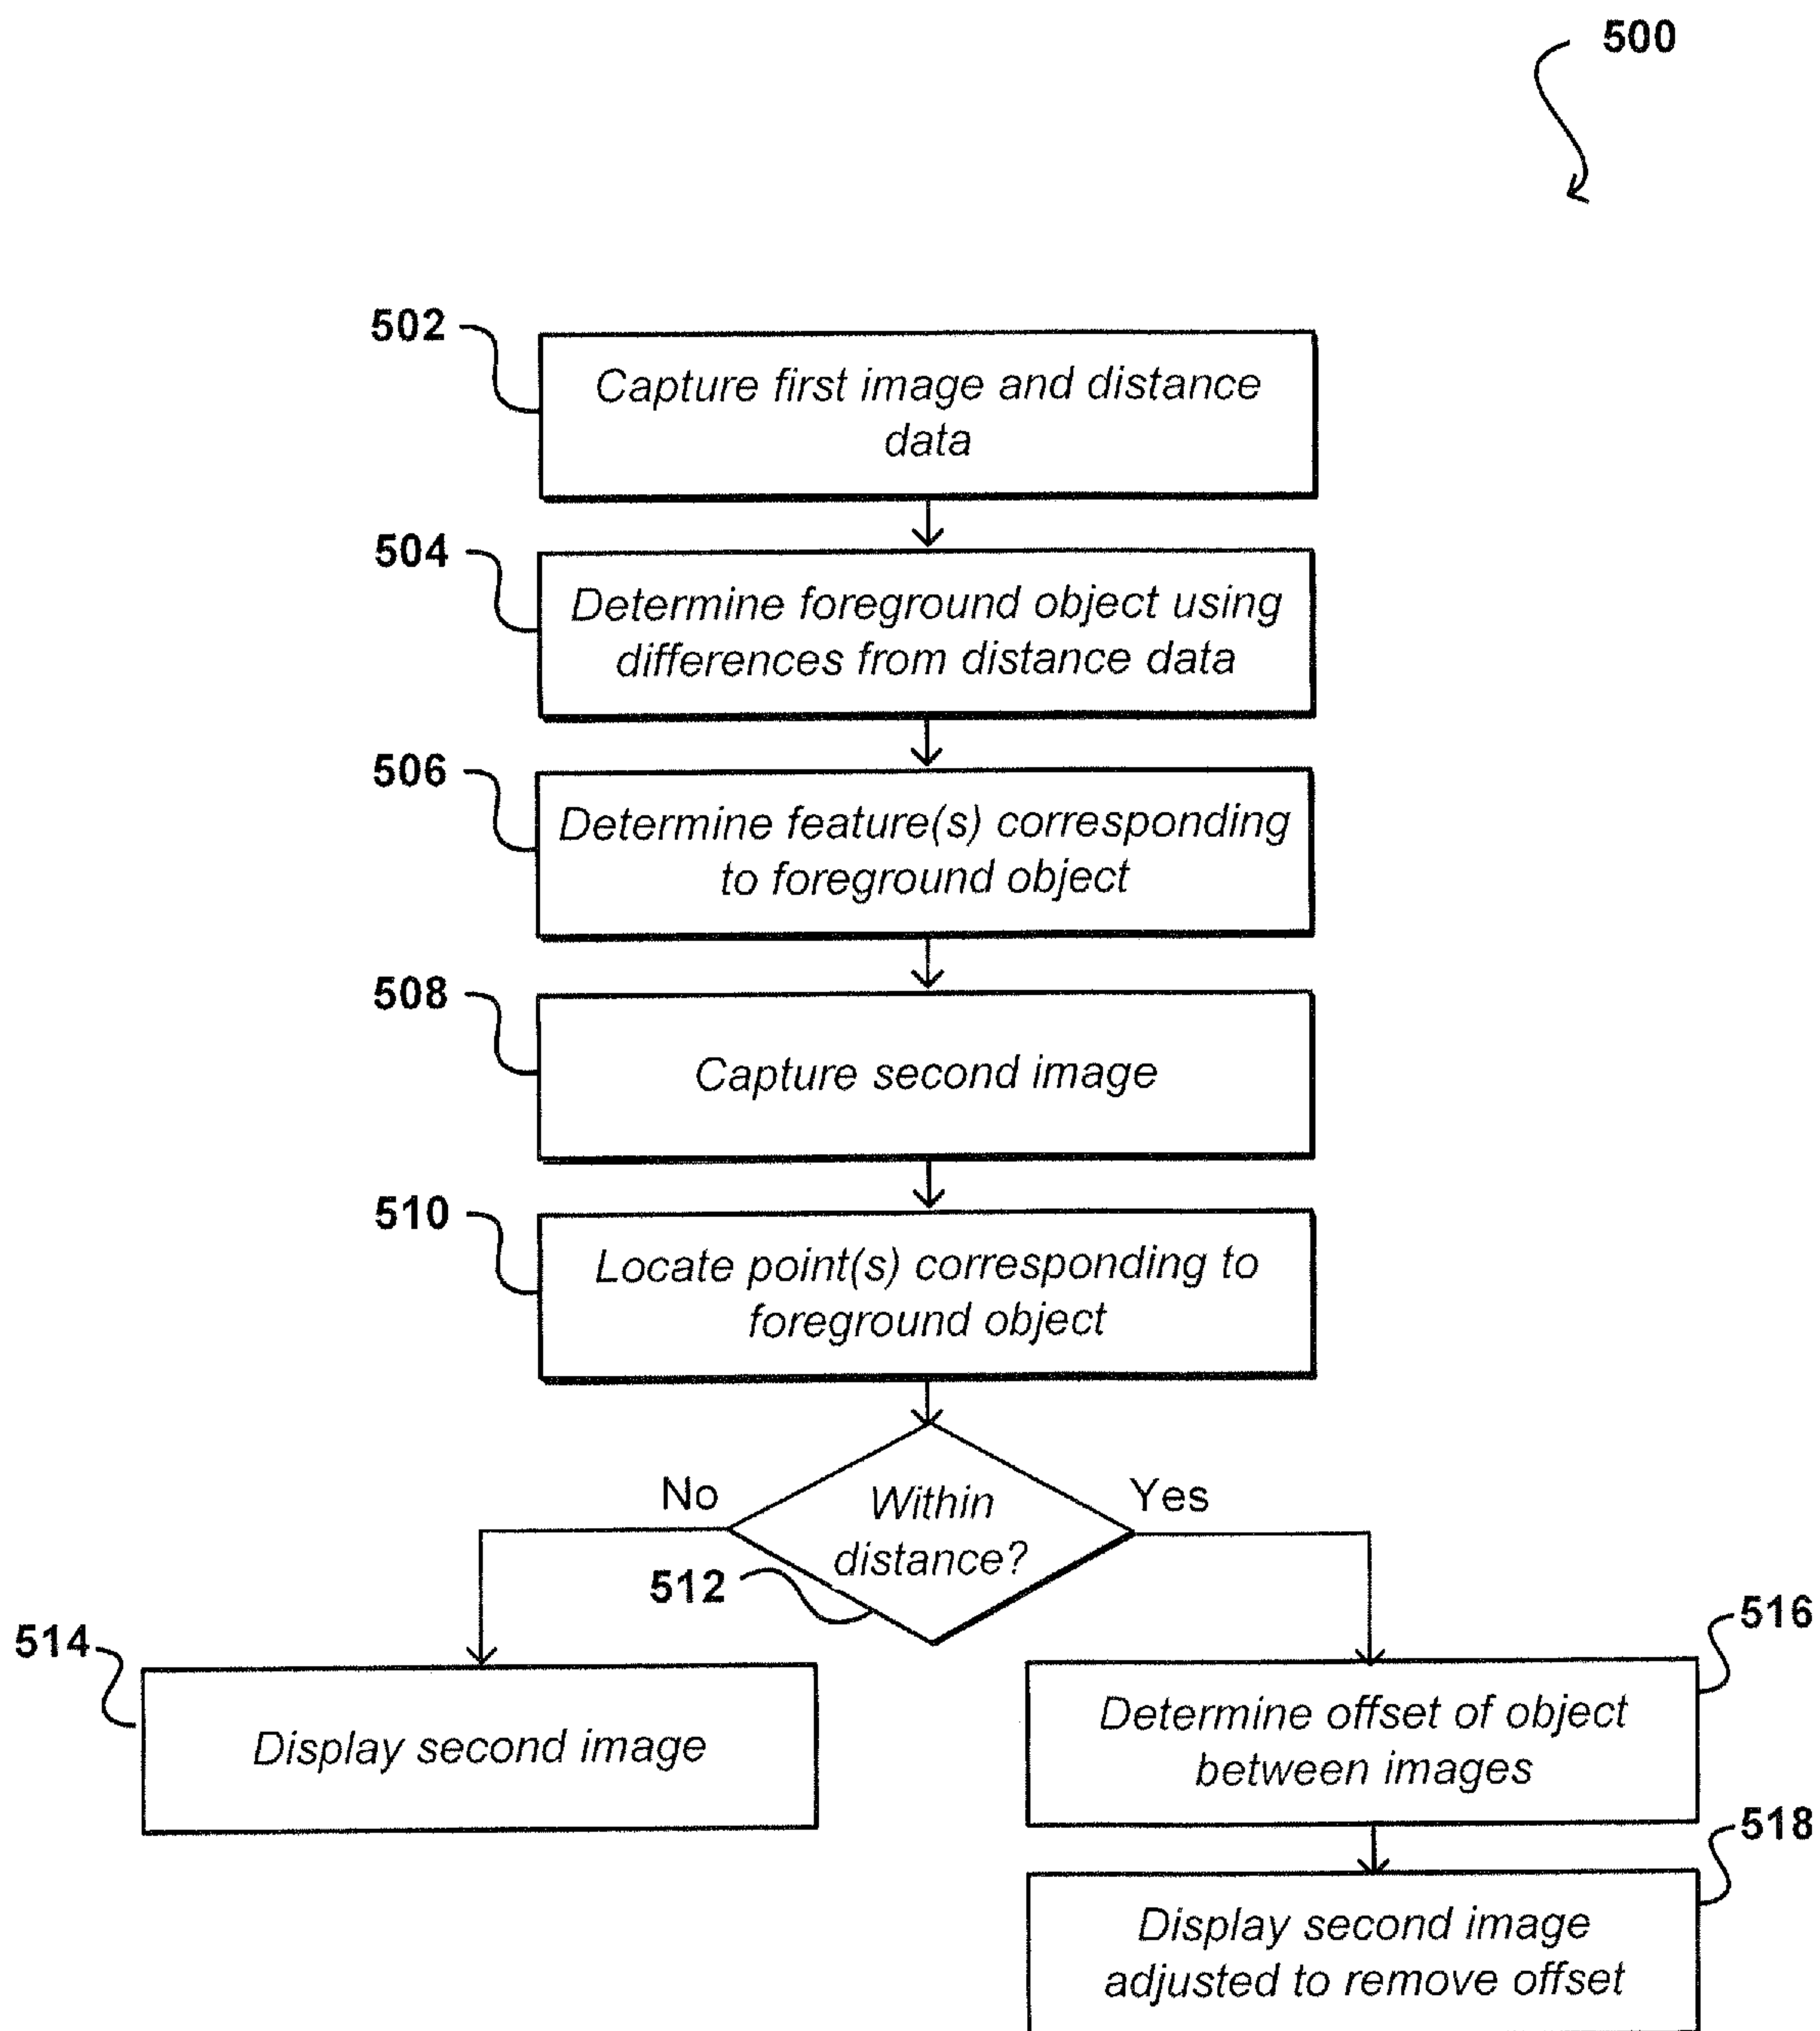 500
502
Capture first image and distance
data
504
Determine foreground object using
differences from distance data
506
Determine feature(s) corresponding
to foreground object
508
Capture second image
510
Locate point(s) corresponding to
foreground object
No
Yes
Within
distance?
512
514
Display second image
516
Determine offset of object
between images
518
Display second image
adjusted to remove offset